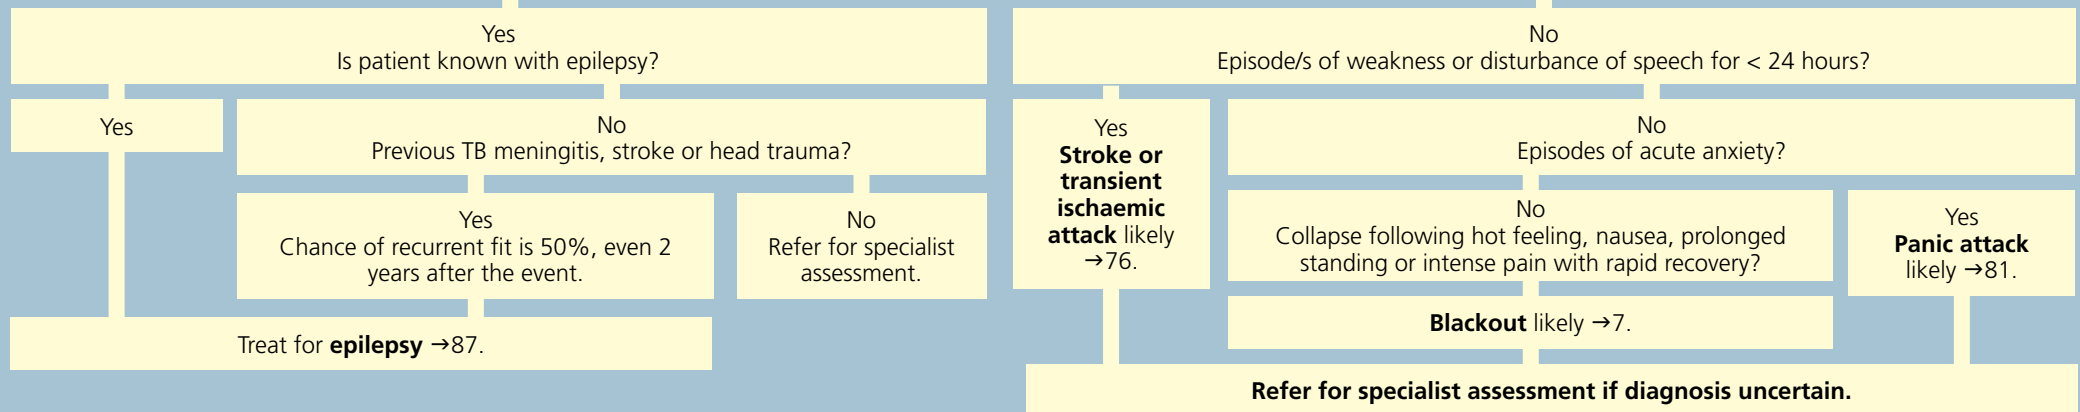 Yes
Is patient known with epilepsy?
Yes
No
Previous TB meningitis, stroke or head trauma?
Yes
Chance of recurrent fit is 50%, even 2
years after the event.
No
Refer for specialist
assessment.
Treat for epilepsy →87.
No
Episode/s of weakness or disturbance of speech for < 24 hours?
Yes
Stroke or
transient
ischaemic
attack likely
→76.
No
Episodes of acute anxiety?
No
Collapse following hot feeling, nausea, prolonged
standing or intense pain with rapid recovery?
Yes
Panic attack
likely →81.
Blackout likely →7.
Refer for specialist assessment if diagnosis uncertain.